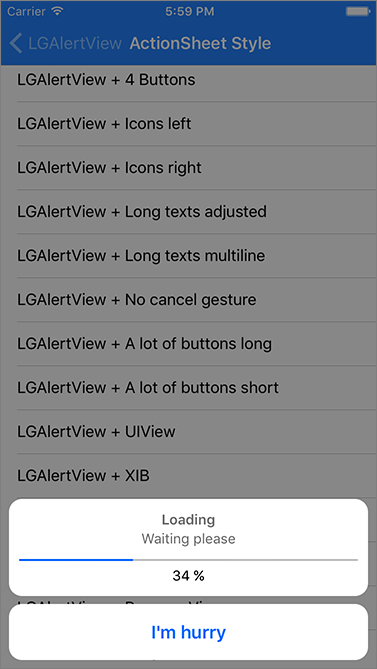 Carrier 5:59 PM
LGAlertView ActionSheet Style
LGAlertView + 4 Buttons
LGAlertView + Icons left
LGAlertView + Icons right
LGAlertView + Long texts adjusted
LGAlertView + Long texts multiline
LGAlertView + No cancel gesture
LGAlertView + A lot of buttons long
LGAlertView + A lot of buttons short
LGAlertView + UIView
LGAlertView + XIB
Loading
Waiting please
34 %
I'm hurry